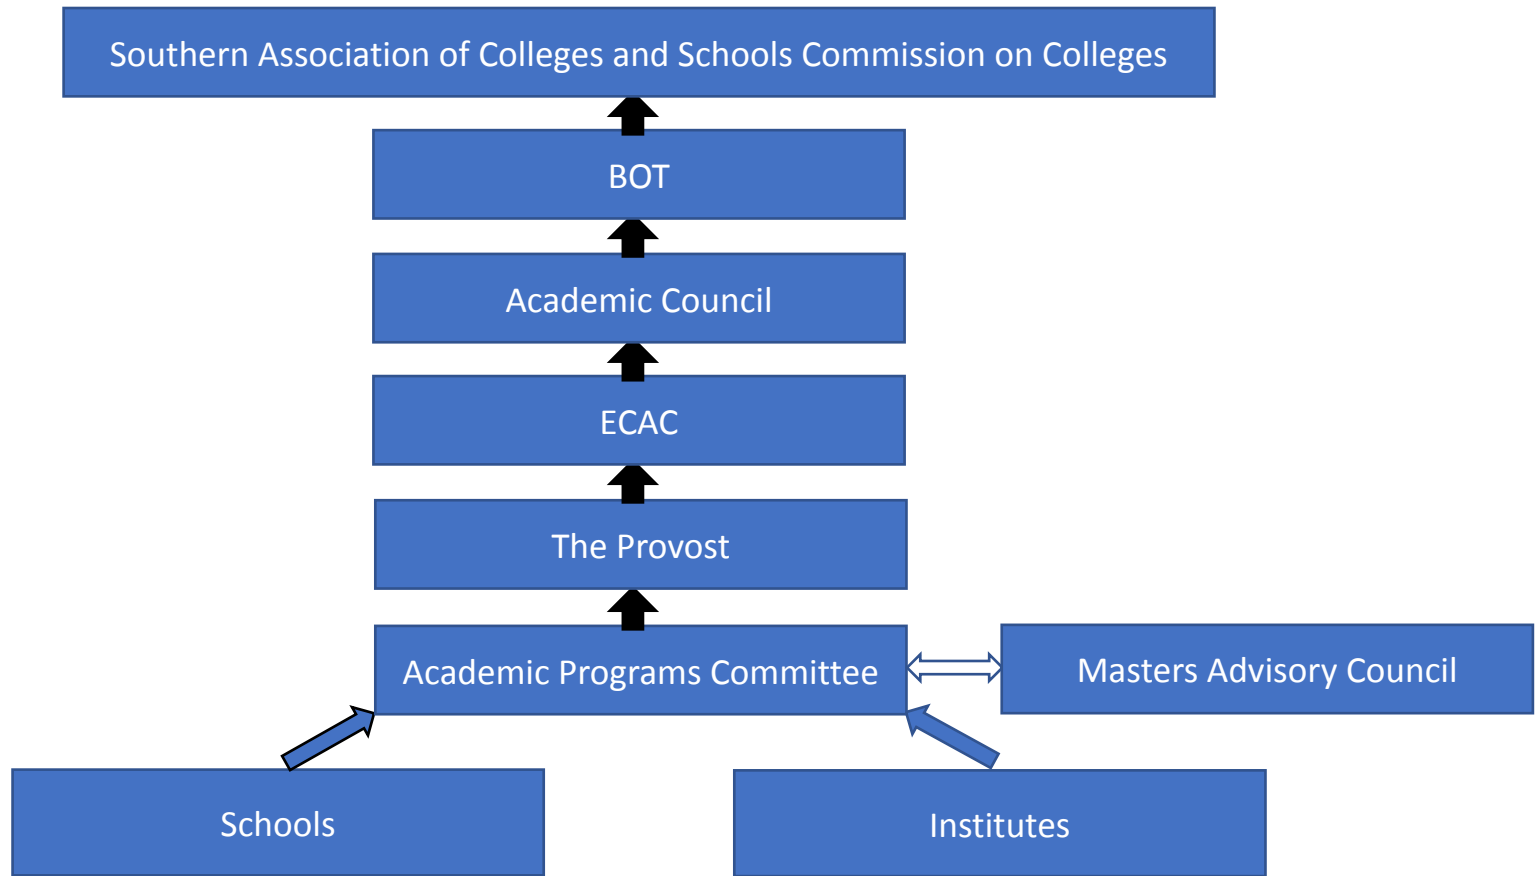 Southern Association of Colleges and Schools Commission on Colleges
BOT
Academic Council
ECAC
The Provost
Academic Programs Committee
Masters Advisory Council
Schools
Institutes